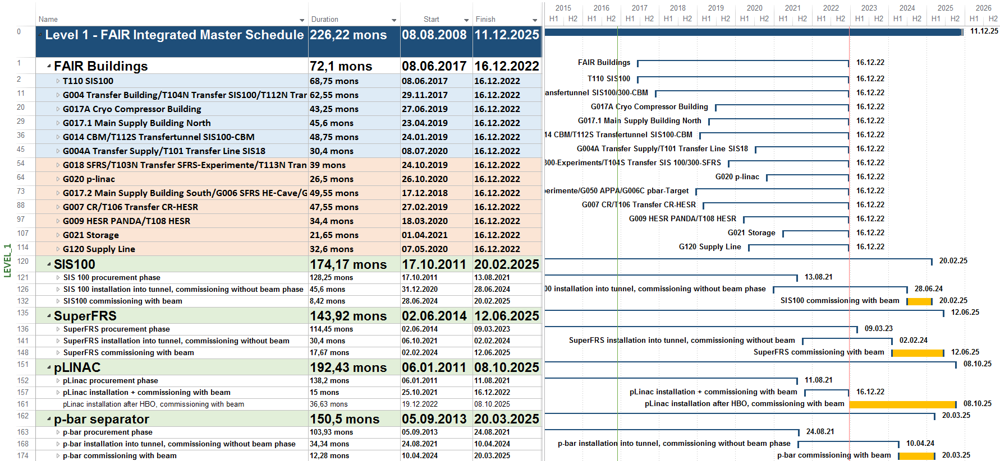 2015 2016 2017 2018 2019 2020 2021 2022 2023 2024 2025 2026
Name Duration Start Finish H1 H2 H1 H2 H1 H2 H1 H2 H1 H2 H1 H2 H1 H2 H1 H2 H1 H2 H1 H2 H1 H2 H1 H2
0 Level 1 - FAIR Integrated Master Schedule 226,22 mons 08.08.2008 11.12.2025 11.12.25
1 FAIR Buildings 72,1 mons 08.06.2017 16.12.2022 FAIR Buildings 16.12.22
2 T110 SIS100 68,75 mons 08.06.2017 16.12.2022 T110 SIS100 16.12.22
11 G004 Transfer Building/T104N Transfer SIS100/T112N Tran 62,55 mons 29.11.2017 16.12.2022 ansfertunnel SIS100/300-CBM 16.12.22
20 G017A Cryo Compressor Building 43,25 mons 27.06.2019 16.12.2022 G017A Cryo Compressor Building 16.12.22
29 G017.1 Main Supply Building North 45,6 mons 23.04.2019 16.12.2022 G017.1 Main Supply Building North 16.12.22
36 G014 CBM/T112S Transfertunnel SIS100-CBM 48,75 mons 24.01.2019 16.12.2022 14 CBM/T112S Transfertunnel SIS100-CBM 16.12.22
45 G004A Transfer Supply/T101 Transfer Line SIS18 30,4 mons 08.07.2020 16.12.2022 G004A Transfer Supply/T101 Transfer Line SIS18 16.12.22
54 G018 SFRS/T103N Transfer SFRS-Experimente/T113N Tran 39 mons 24.10.2019 16.12.2022 300-Experiments/T104S Transfer SIS 100/300-SFRS 16.12.22
64 G020 p-linac 26,5 mons 26.10.2020 16.12.2022 G020 p-linac 16.12.22
73 G017.2 Main Supply Building South/G006 SFRS HE-Cave/G 49,55 mons 17.12.2018 16.12.2022 perimente/G050 APPA/G006C pbar-Target 16.12.22
88 G007 CR/T106 Transfer CR-HESR 47,55 mons 27.02.2019 16.12.2022 G007 CR/T106 Transfer CR-HESR 16.12.22
97 G009 HESR PANDA/T108 HESR 34,4 mons 18.03.2020 16.12.2022 G009 HESR PANDA/T108 HESR 16.12.22
107 G021 Storage 21,65 mons 01.04.2021 16.12.2022 G021 Storage 16.12.22
114 G120 Supply Line 32,6 mons 07.05.2020 16.12.2022 G120 Supply Line 16.12.22
LEVEL_1
120 SIS100 174,17 mons 17.10.2011 20.02.2025 20.02.25
121 SIS 100 procurement phase 128,25 mons 17.10.2011 13.08.2021 13.08.21
126 SIS 100 installation into tunnel, commissioning without beam phase 45,6 mons 31.12.2020 28.06.2024 00 installation into tunnel, commissioning without beam phase 28.06.24
132 SIS100 commissioning with beam 8,42 mons 28.06.2024 20.02.2025 SIS100 commissioning with beam 20.02.25
135 SuperFRS 143,92 mons 02.06.2014 12.06.2025 12.06.25
136 SuperFRS procurement phase 114,45 mons 02.06.2014 09.03.2023 09.03.23
141 SuperFRS installation into tunnel, commissioning without beam 30,4 mons 06.10.2021 02.02.2024 SuperFRS installation into tunnel, commissioning without beam 02.02.24
148 SuperFRS commissioning with beam 17,67 mons 02.02.2024 12.06.2025 SuperFRS commissioning with beam 12.06.25
151 pLINAC 192,43 mons 06.01.2011 08.10.2025 08.10.25
152 pLinac procurement phase 138,2 mons 06.01.2011 11.08.2021 11.08.21
157 pLinac installation + commissioning with beam 15 mons 25.10.2021 16.12.2022 pLinac installation + commissioning with beam 16.12.22
161 pLinac installation after HBO, commissioning with beam 36,63 mons 19.12.2022 08.10.2025 pLinac installation after HBO, commissioning with beam 08.10.25
162 p-bar separator 150,5 mons 05.09.2013 20.03.2025 20.03.25
163 p-bar procurement phase 103,93 mons 05.09.2013 24.08.2021 24.08.21
168 p-bar installation into tunnel, commissioning without beam phase 34,34 mons 24.08.2021 10.04.2024 p-bar installation into tunnel, commissioning without beam phase 10.04.24
174 p-bar commissioning with beam 12,28 mons 10.04.2024 20.03.2025 p-bar commissioning with beam 20.03.25